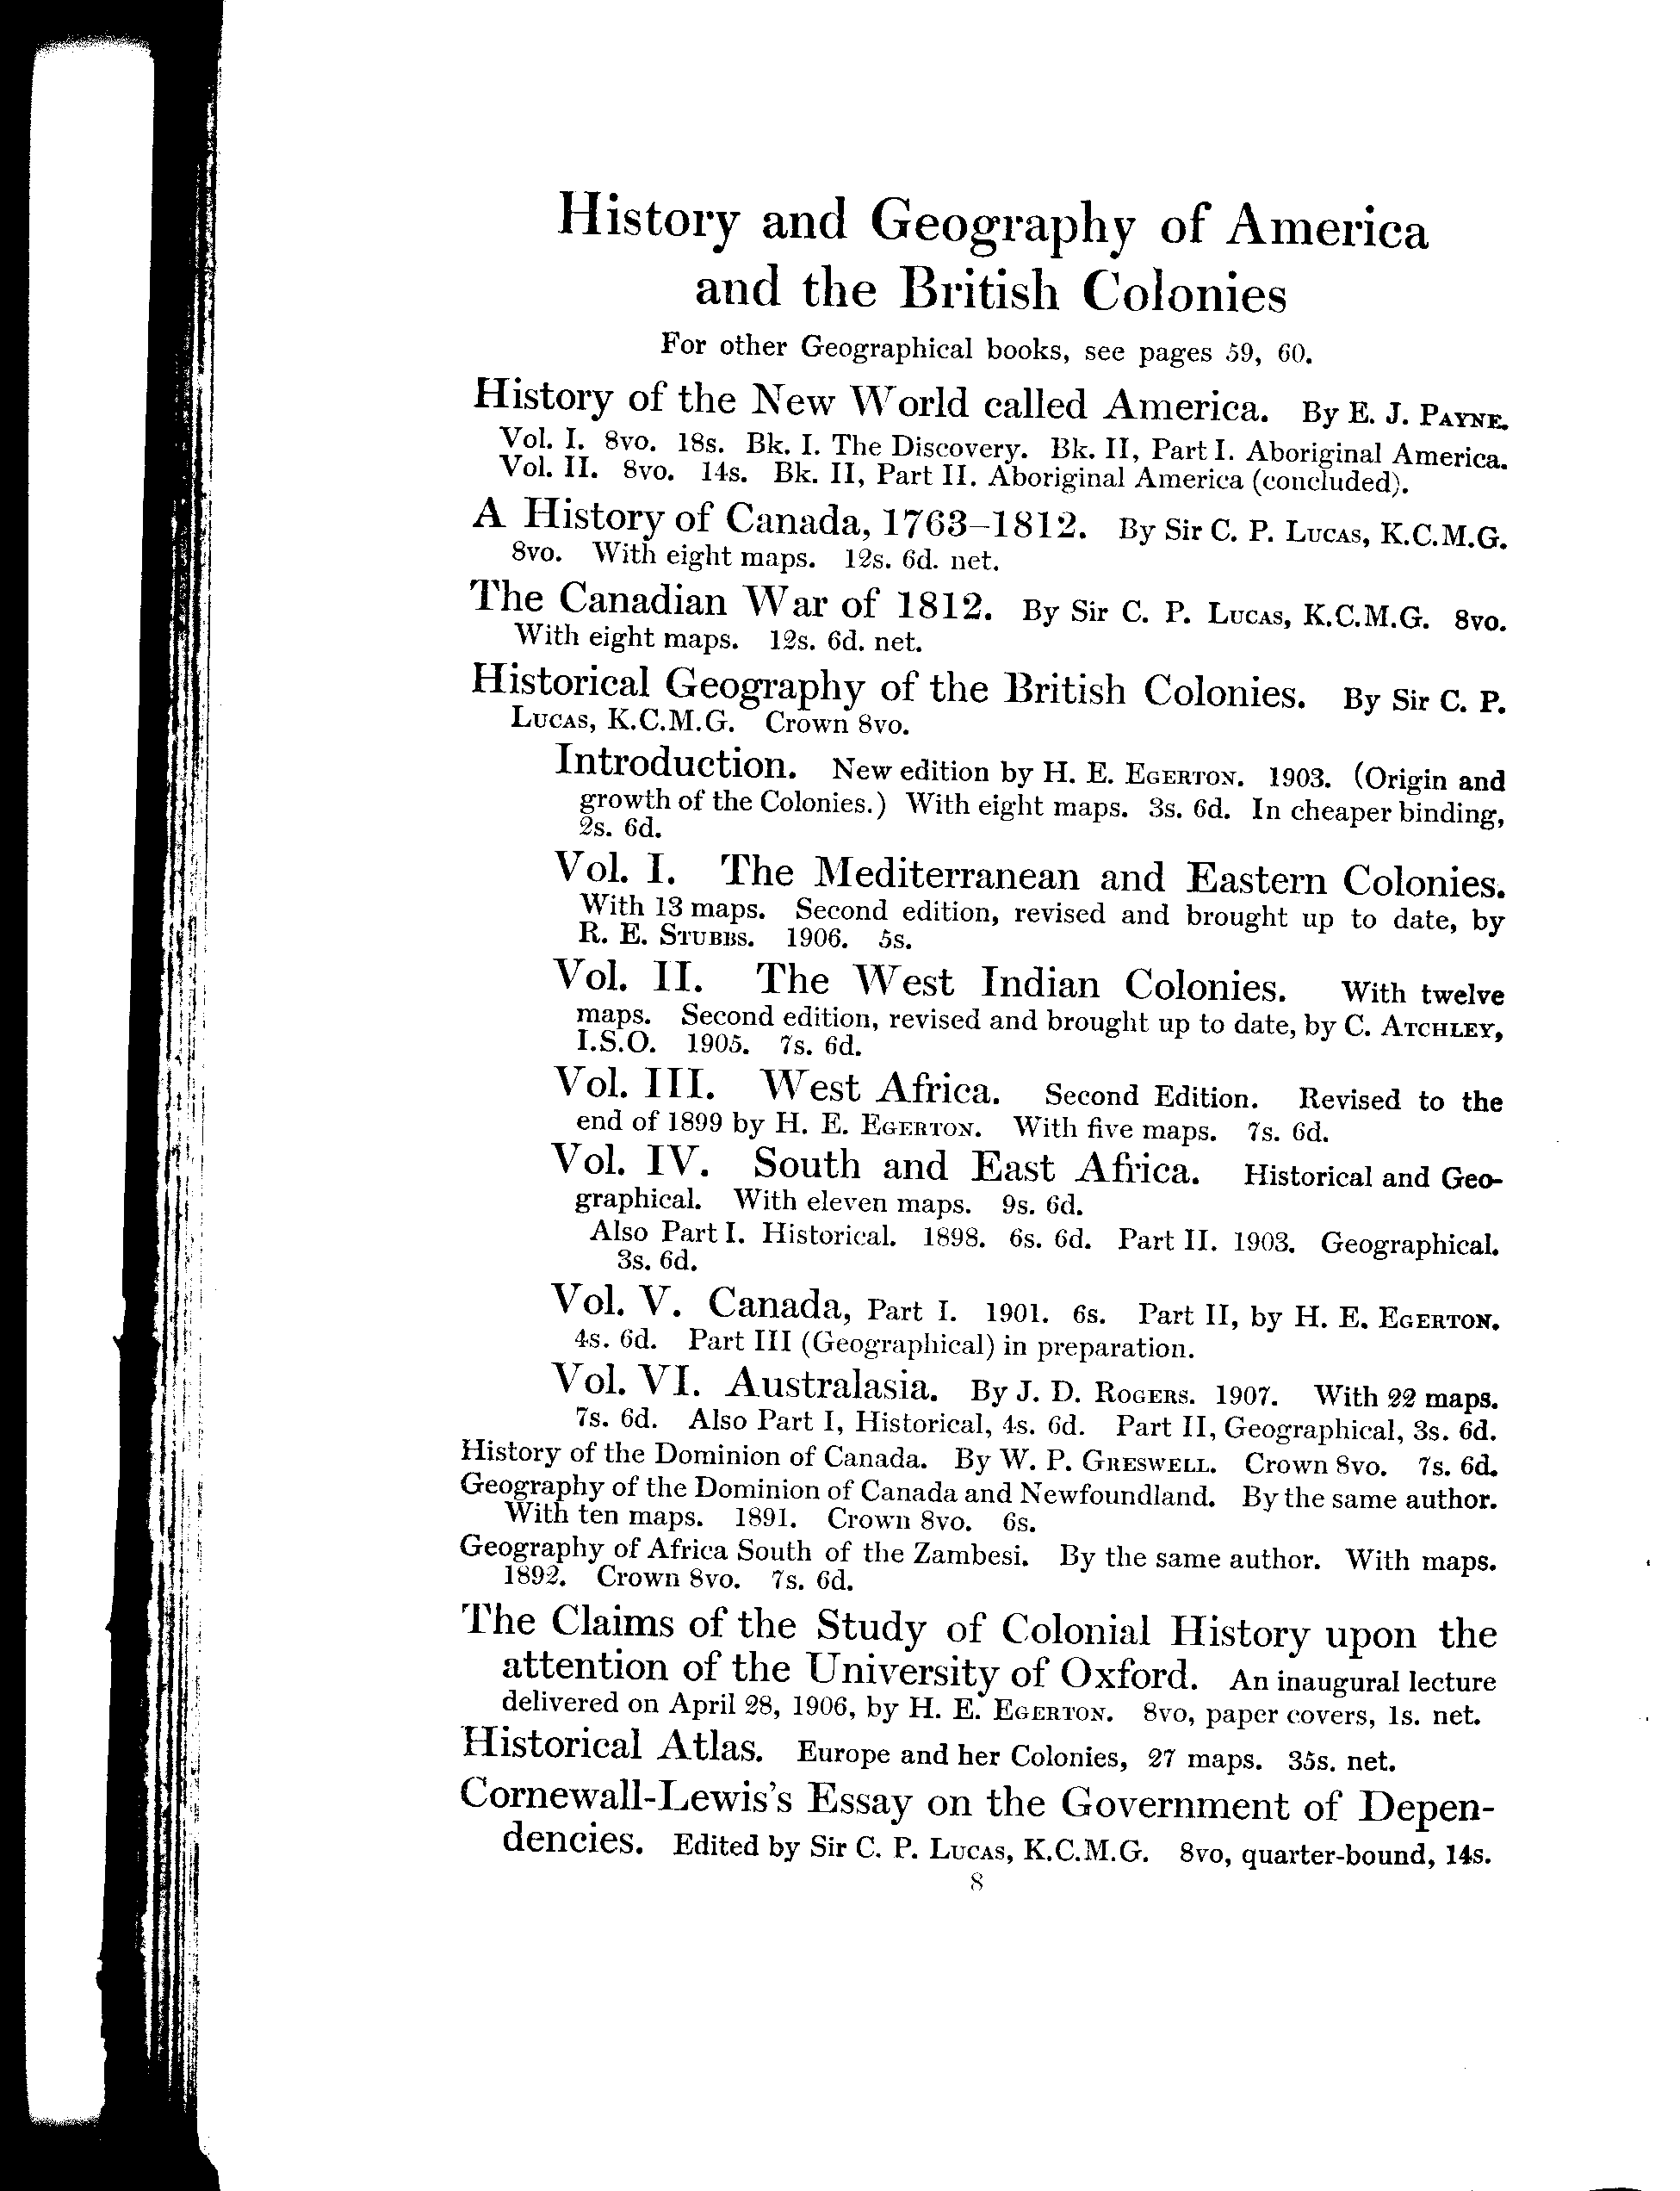 History and Geography of America
and the British Colonies
For other Geographical books, see pages 59, 60.
History of the New World called America. By E. J. Payne.
Vol. I. 8vo. 18s. Bk. I. The Discovery. Bk. II, Part I. Aboriginal America.
Vol. II. 8vo. 14s. Bk. II, Part II. Aboriginal America (concluded).
A History of Canada, 1763–1812. By Sir C. P. Lucas, K.C.M.G.
8vo. With eight maps. 12s. 6d. net.
The Canadian War of 1812. By Sir C. P. Lucas, K.C.M.G. 8vo.
With eight maps. 12s. 6d. net.
Historical Geography of the British Colonies. By Sir C. P.
Lucas, K.C.M.G. Crown 8vo.
Introduction. New edition by H. E. Egerton. 1903. (Origin and
growth of the Colonies.) With eight maps. 3s. 6d. In cheaper binding,
2s. 6d.
Vol. I. The Mediterranean and Eastern Colonies.
With 13 maps. Second edition, revised and brought up to date, by
R. E. Stubbs. 1906. 5s.
Vol. II. The West Indian Colonies. With twelve
maps. Second edition, revised and brought up to date, by C. Atchley,
I.S.O. 1905. 7s. 6d.
Vol. III. West Africa. Second Edition. Revised to the
end of 1899 by H. E. Egerton. With five maps. 7s. 6d.
Vol. IV. South and East Africa. Historical and Geo-
graphical. With eleven maps. 9s. 6d.
Also Part I. Historical. 1898. 6s. 6d. Part II. 1903. Geographical.
3s. 6d.
Vol. V. Canada, Part I. 1901. 6s. Part II, by H. E. Egerton.
4s. 6d. Part III (Geographical) in preparation.
Vol. VI. Australasia. By J. D. Rogers. 1907. With 22 maps.
7s. 6d. Also Part I, Historical, 4s. 6d. Part II, Geographical, 3s. 6d.
History of the Dominion of Canada. By W. P. Greswell. Crown 8vo. 7s. 6d.
Geography of the Dominion of Canada and Newfoundland. By the same author.
With ten maps. 1891. Crown 8vo. 6s.
Geography of Africa South of the Zambesi. By the same author. With maps.
1892. Crown 8vo. 7s. 6d.
The Claims of the Study of Colonial History upon the
attention of the University of Oxford. An inaugural lecture
delivered on April 28, 1906, by H. E. Egerton. 8vo, paper covers, 1s. net.
Historical Atlas. Europe and her Colonies, 27 maps. 35s. net.
Cornewall-Lewis's Essay on the Government of Depen-
dencies. Edited by Sir C. P. Lucas, K.C.M.G. 8vo, quarter-bound, 14s.
8